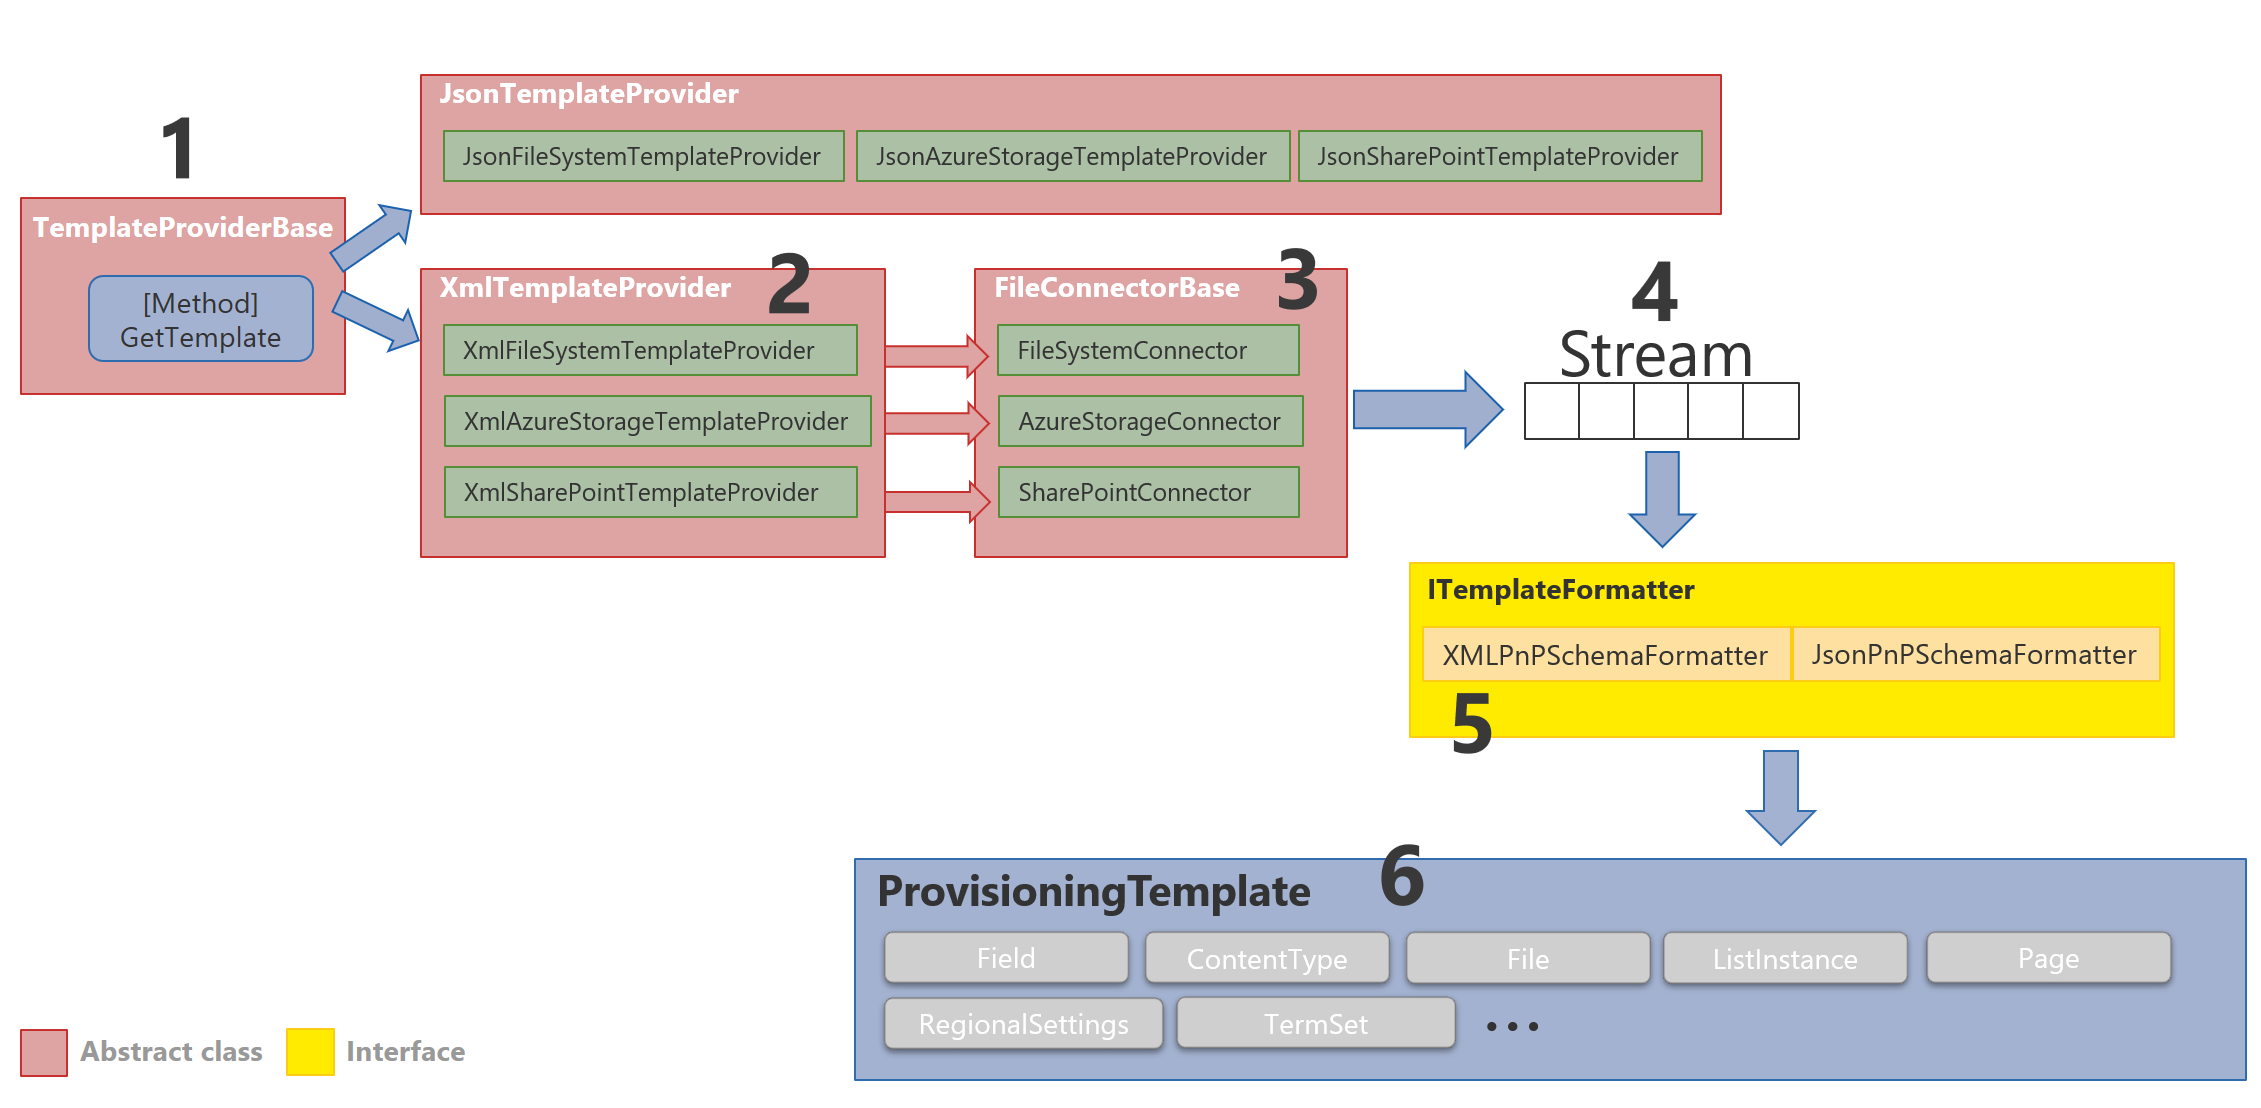 1
TemplateProviderBase
[Method]
GetTemplate
JsonTemplateProvider
JsonFileSystemTemplateProvider
JsonAzureStorageTemplateProvider
JsonSharePointTemplateProvider
XmlTemplateProvider
2
XmlFileSystemTemplateProvider
XmlAzureStorageTemplateProvider
XmlSharePointTemplateProvider
FileConnectorBase
3
FileSystemConnector
AzureStorageConnector
SharePointConnector
4
Stream
ITemplateFormatter
XMLPnPSchemaFormatter
JsonPnPSchemaFormatter
5
ProvisioningTemplate
6
Field
ContentType
File
ListInstance
Page
RegionalSettings
TermSet
...
Abstract class
Interface